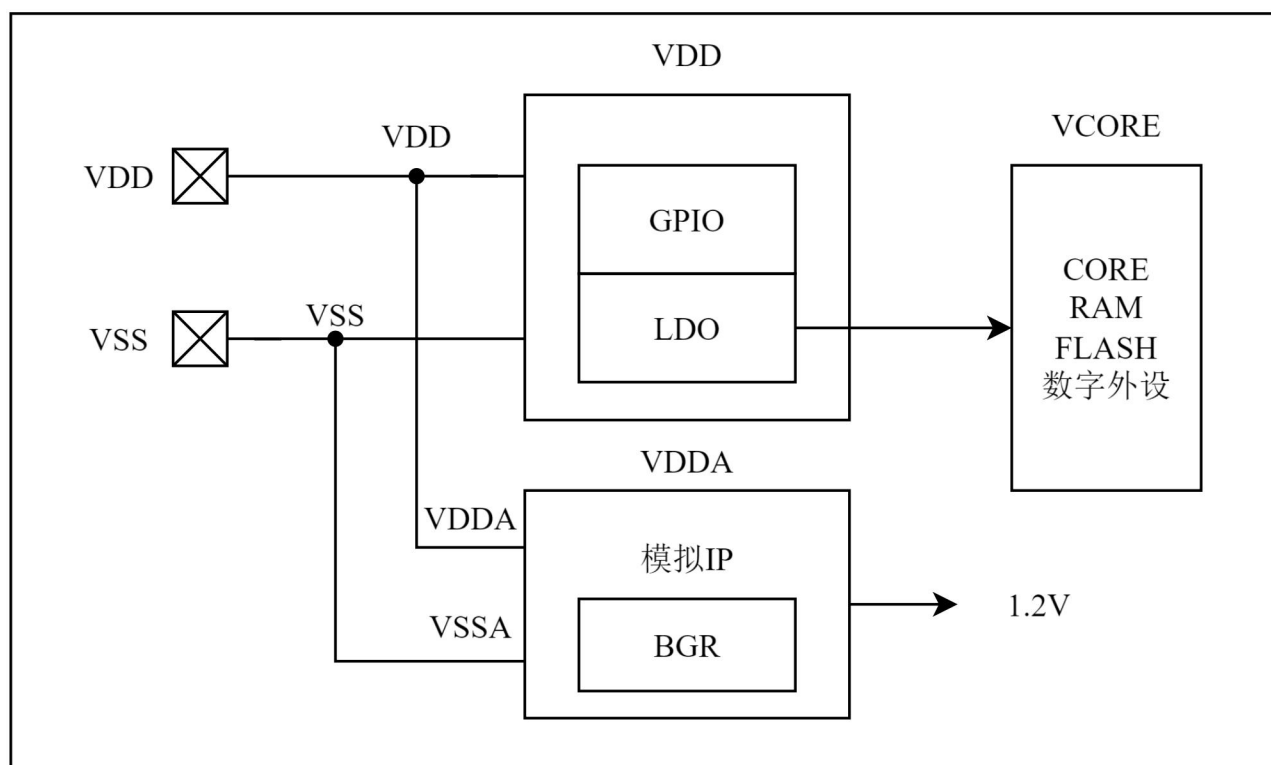 VDD
VCORE
VDD
VDD
GPIO
CORE
RAM
FLASH
数字外设
VSS
VSS
LDO
VDDA
VDDA
模拟IP
1.2V
VSSA
BGR